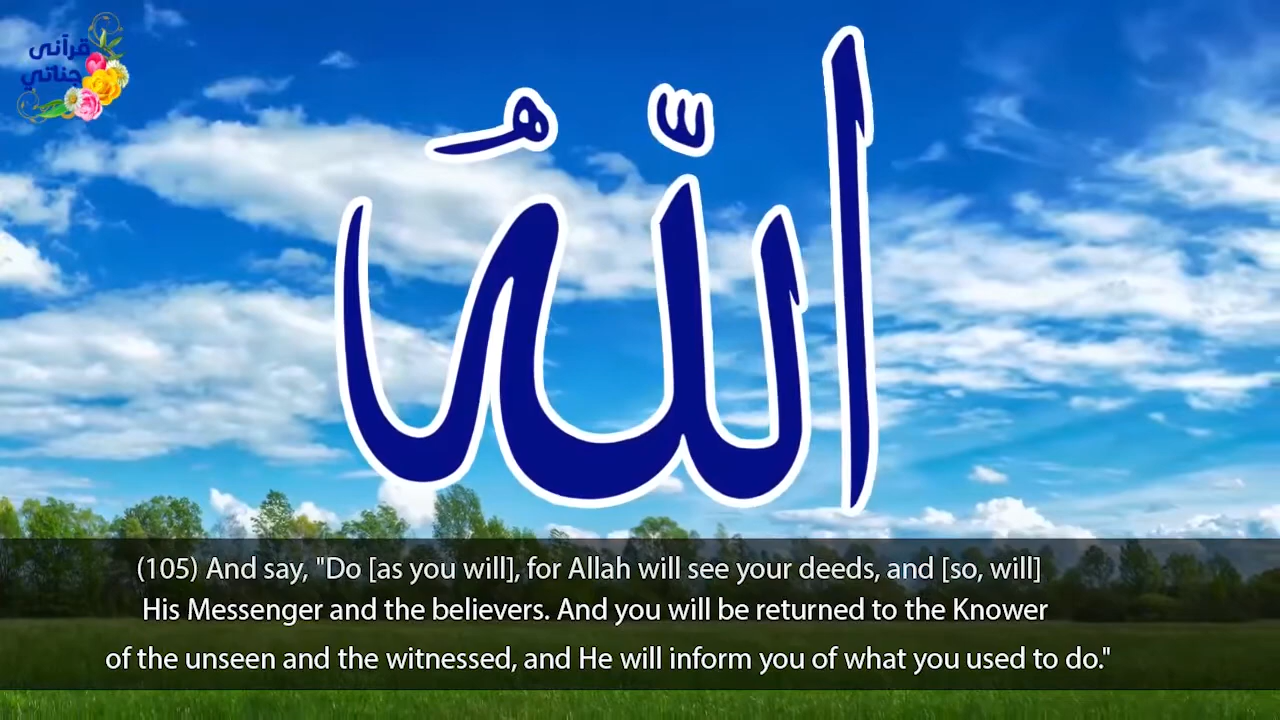 قرآنى
جناتي
اللهُ
(105) And say, "Do [as you will], for Allah will see your deeds, and [so, will]
His Messenger and the believers. And you will be returned to the Knower
of the unseen and the witnessed, and He will inform you of what you used to do."